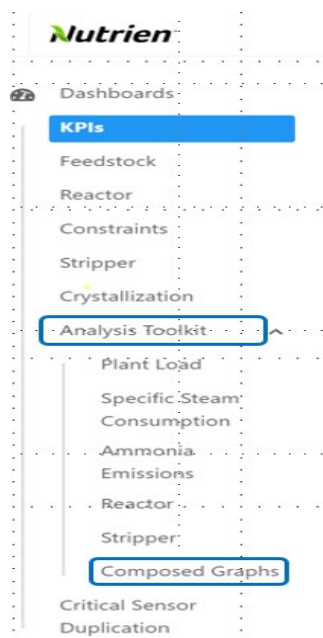 Nutrien
Dashboards
KPIs
Feedstock
Reactor
Constraints
Stripper
Crystallization
Analysis Toolkit
Plant Load
Specific Steam
Consumption
Ammonia
Emissions
Reactor
Stripper
Composed Graphs
Critical Sensor
Duplication